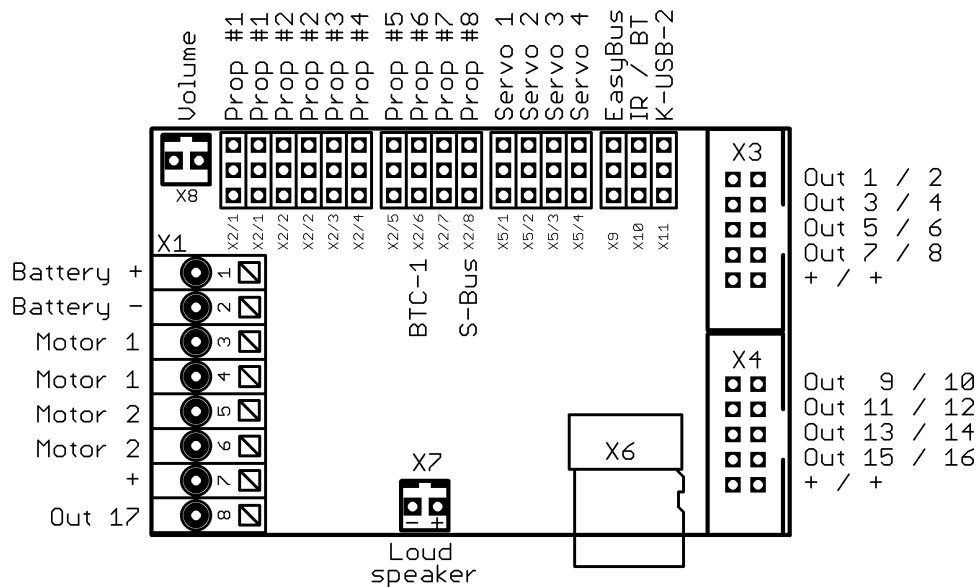 Volume
Prop #1
Prop #1
Prop #2
Prop #2
Prop #3
Prop #4
Prop #5
Prop #6
Prop #7
Prop #8
Servo 1
Servo 2
Servo 3
Servo 4
EasyBus
IR / BT
K-USB-2
X8
X2/1
X2/1
X2/2
X2/2
X2/3
X2/4
X2/5
X2/6
X2/7
X2/8
X5/1
X5/2
X5/3
X5/4
X9
X10
X11
BTC-1
S-Bus
X3
Out 1 / 2
Out 3 / 4
Out 5 / 6
Out 7 / 8
+ / +
X1
Battery + 1
Battery - 2
Motor 1 3
Motor 1 4
Motor 2 5
Motor 2 6
+ 7
Out 17 8
X4
Out 9 / 10
Out 11 / 12
Out 13 / 14
Out 15 / 16
+ / +
X6
X7
- +
Loud
speaker